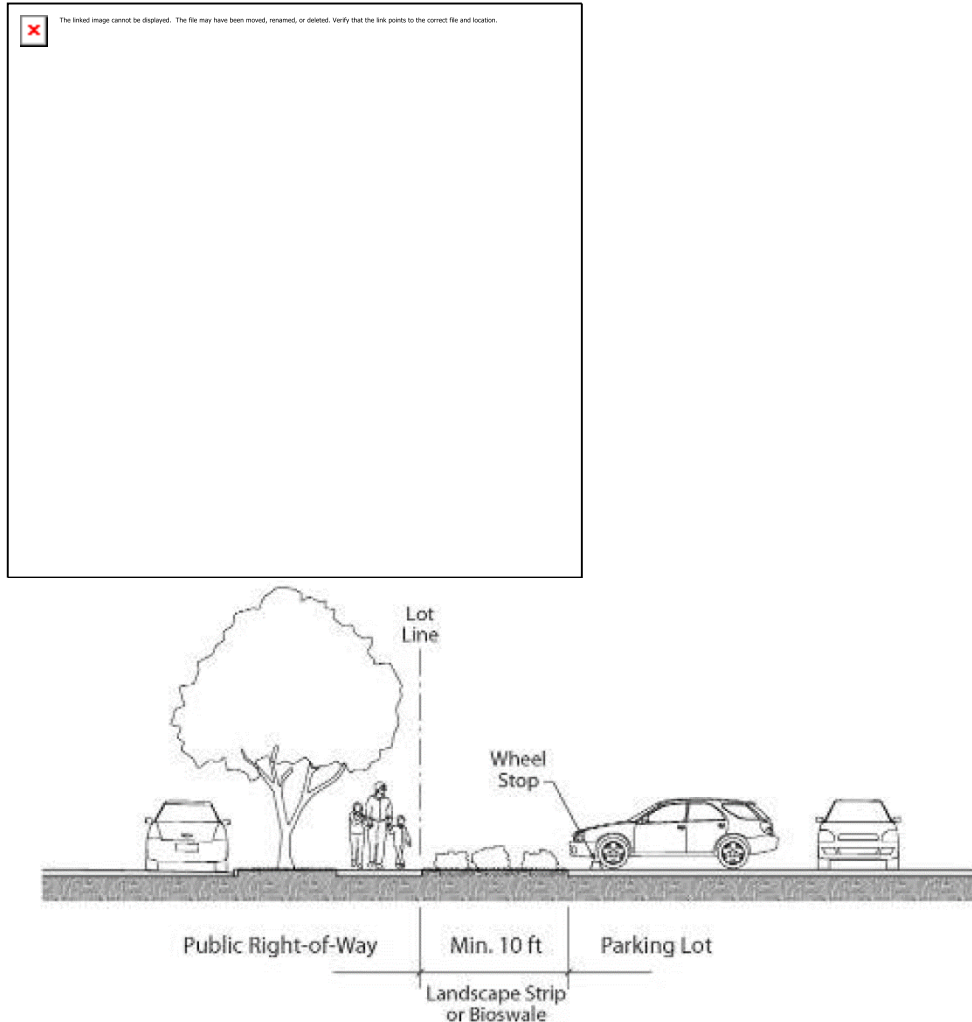 The linked image cannot be displayed.  The file may have been moved, renamed, or deleted. Verify that the link points to the correct file and location.
Lot
Line
Wheel
Stop
Public Right-of-Way
Min. 10 ft
Parking Lot
Landscape Strip
or Bioswale